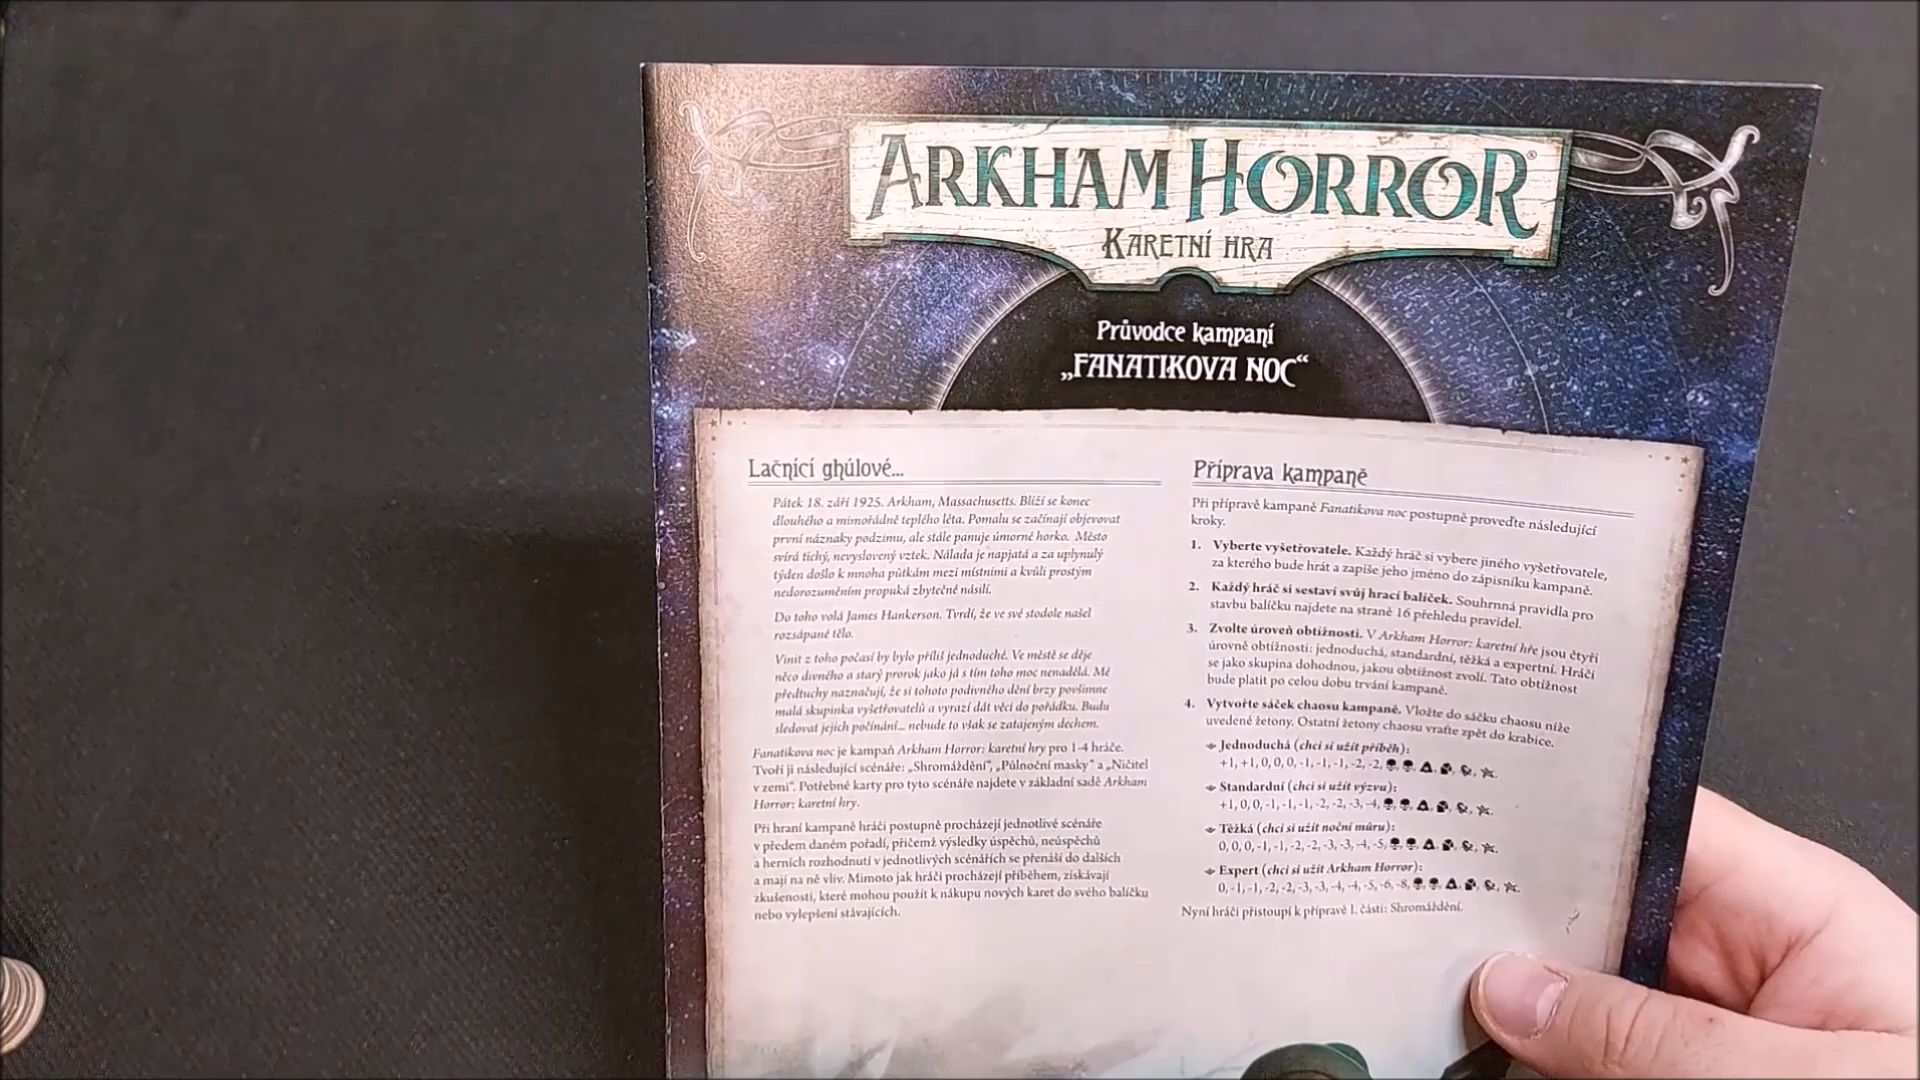 ARKHAM HORROR®
KARETNÍ HRA
Průvodce kampaní
„FANATIKOVA NOC“
Lačnící ghúlové...
Pátek 18. září 1925. Arkham, Massachusetts. Blíží se konec
dlouhého a mimořádně teplého léta. Pomalu se začínají objevovat
první náznaky podzimu, ale stále panuje úmorné horko. Město
svírá tichý, nevyslovený vztek. Nálada je napjatá a za uplynulý
týden došlo k mnoha půtkám mezi místními a kvůli prostým
nedorozuměním propuká zbytečné násilí.
Do toho volá James Hankerson. Tvrdí, že ve své stodole našel
rozsápané tělo.
Vinit z toho počasí by bylo příliš jednoduché. Ve městě se děje
něco divného a starý prorok jako já s tím toho moc nenadělá. Mé
předtuchy naznačují, že si tohoto podivného dění brzy povšimne
malá skupinka vyšetřovatelů a vyrazí dát věci do pořádku. Budu
sledovat jejich počínání... nebude to však se zatajeným dechem.
Fanatikova noc je kampaň Arkham Horror: karetní hry pro 1-4 hráče.
Tvoří ji následující scénáře: „Shromáždění“, „Půlnoční masky“ a „Ničitel
v zemi“. Potřebné karty pro tyto scénáře najdete v základní sadě Arkham
Horror: karetní hry.
Při hraní kampaně hráči postupně procházejí jednotlivé scénáře
v předem daném pořadí, přičemž výsledky úspěchů, neúspěchů
a herních rozhodnutí v jednotlivých scénářích se přenáší do dalších
a mají na ně vliv. Mimoto jak hráči procházejí příběhem, získávají
zkušenosti, které mohou použít k nákupu nových karet do svého balíčku
nebo vylepšení stávajících.
Příprava kampaně
Při přípravě kampaně Fanatikova noc postupně proveďte následující
kroky.
1. Vyberte vyšetřovatele. Každý hráč si vybere jiného vyšetřovatele,
za kterého bude hrát a zapíše jeho jméno do zápisníku kampaně.
2. Každý hráč si sestaví svůj hrací balíček. Souhrnná pravidla pro
stavbu balíčku najdete na straně 16 přehledu pravidel.
3. Zvolte úroveň obtížnosti. V Arkham Horror: karetní hře jsou čtyři
úrovně obtížnosti: jednoduchá, standardní, těžká a expertní. Hráči
se jako skupina dohodnou, jakou obtížnost zvolí. Tato obtížnost
bude platit po celou dobu trvání kampaně.
4. Vytvořte sáček chaosu kampaně. Vložte do sáčku chaosu níže
uvedené žetony. Ostatní žetony chaosu vraťte zpět do krabice.
Jednoduchá (chci si užít příběh):
+1, +1, 0, 0, 0, -1, -1, -1, -2, -2,
Standardní (chci si užít výzvu):
+1, 0, 0, -1, -1, -1, -2, -2, -3, -4,
Těžká (chci si užít noční můru):
0, 0, 0, -1, -1, -2, -2, -3, -3, -4, -5,
Expert (chci si užít Arkham Horror):
0, -1, -1, -2, -2, -3, -3, -4, -4, -5, -6, -8,
Nyní hráči přistoupí k přípravě I. části: Shromáždění.